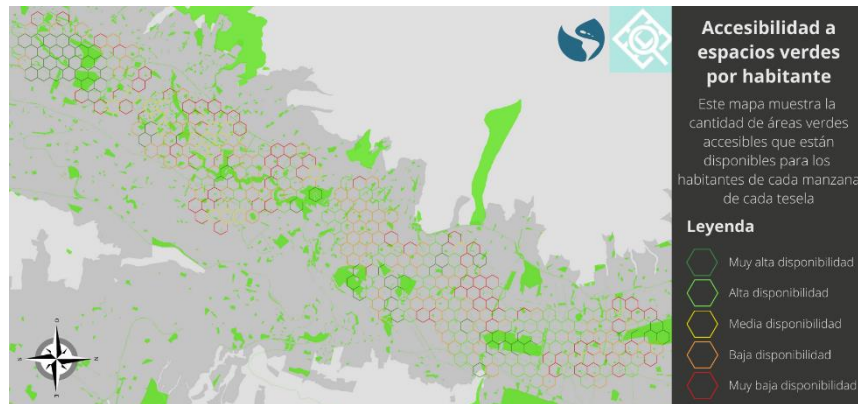 Accesibilidad a
espacios verdes
por habitante
Este mapa muestra la
cantidad de áreas verdes
accesibles que están
disponibles para los
habitantes de cada manzana
de cada tesela
Leyenda
Muy alta disponibilidad
Alta disponibilidad
Media disponibilidad
Baja disponibilidad
Muy baja disponibilidad